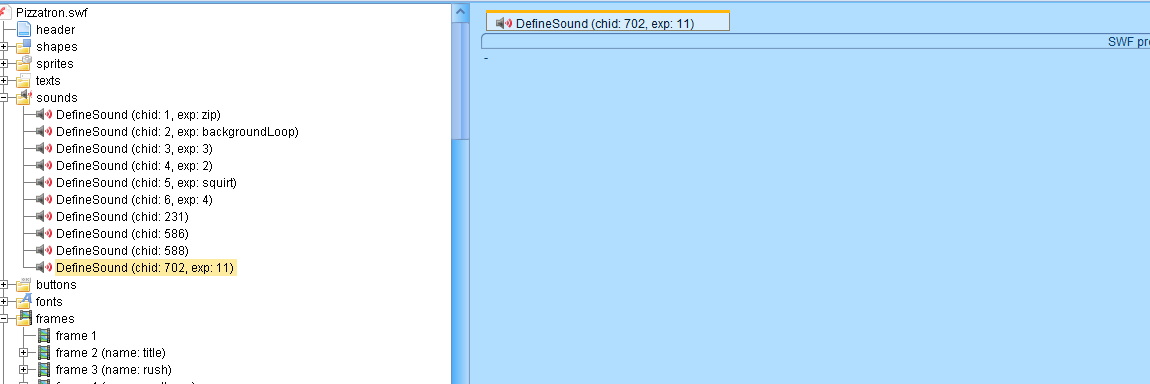 Pizzatron.swf
header
shapes
sprites
texts
sounds
DefineSound (chid: 1, exp: zip)
DefineSound (chid: 2, exp: backgroundLoop)
DefineSound (chid: 3, exp: 3)
DefineSound (chid: 4, exp: 2)
DefineSound (chid: 5, exp: squirt)
DefineSound (chid: 6, exp: 4)
DefineSound (chid: 231)
DefineSound (chid: 586)
DefineSound (chid: 588)
DefineSound (chid: 702, exp: 11)
buttons
fonts
frames
frame 1
frame 2 (name: title)
frame 3 (name: rush)
DefineSound (chid: 702, exp: 11)
SWF pre
-